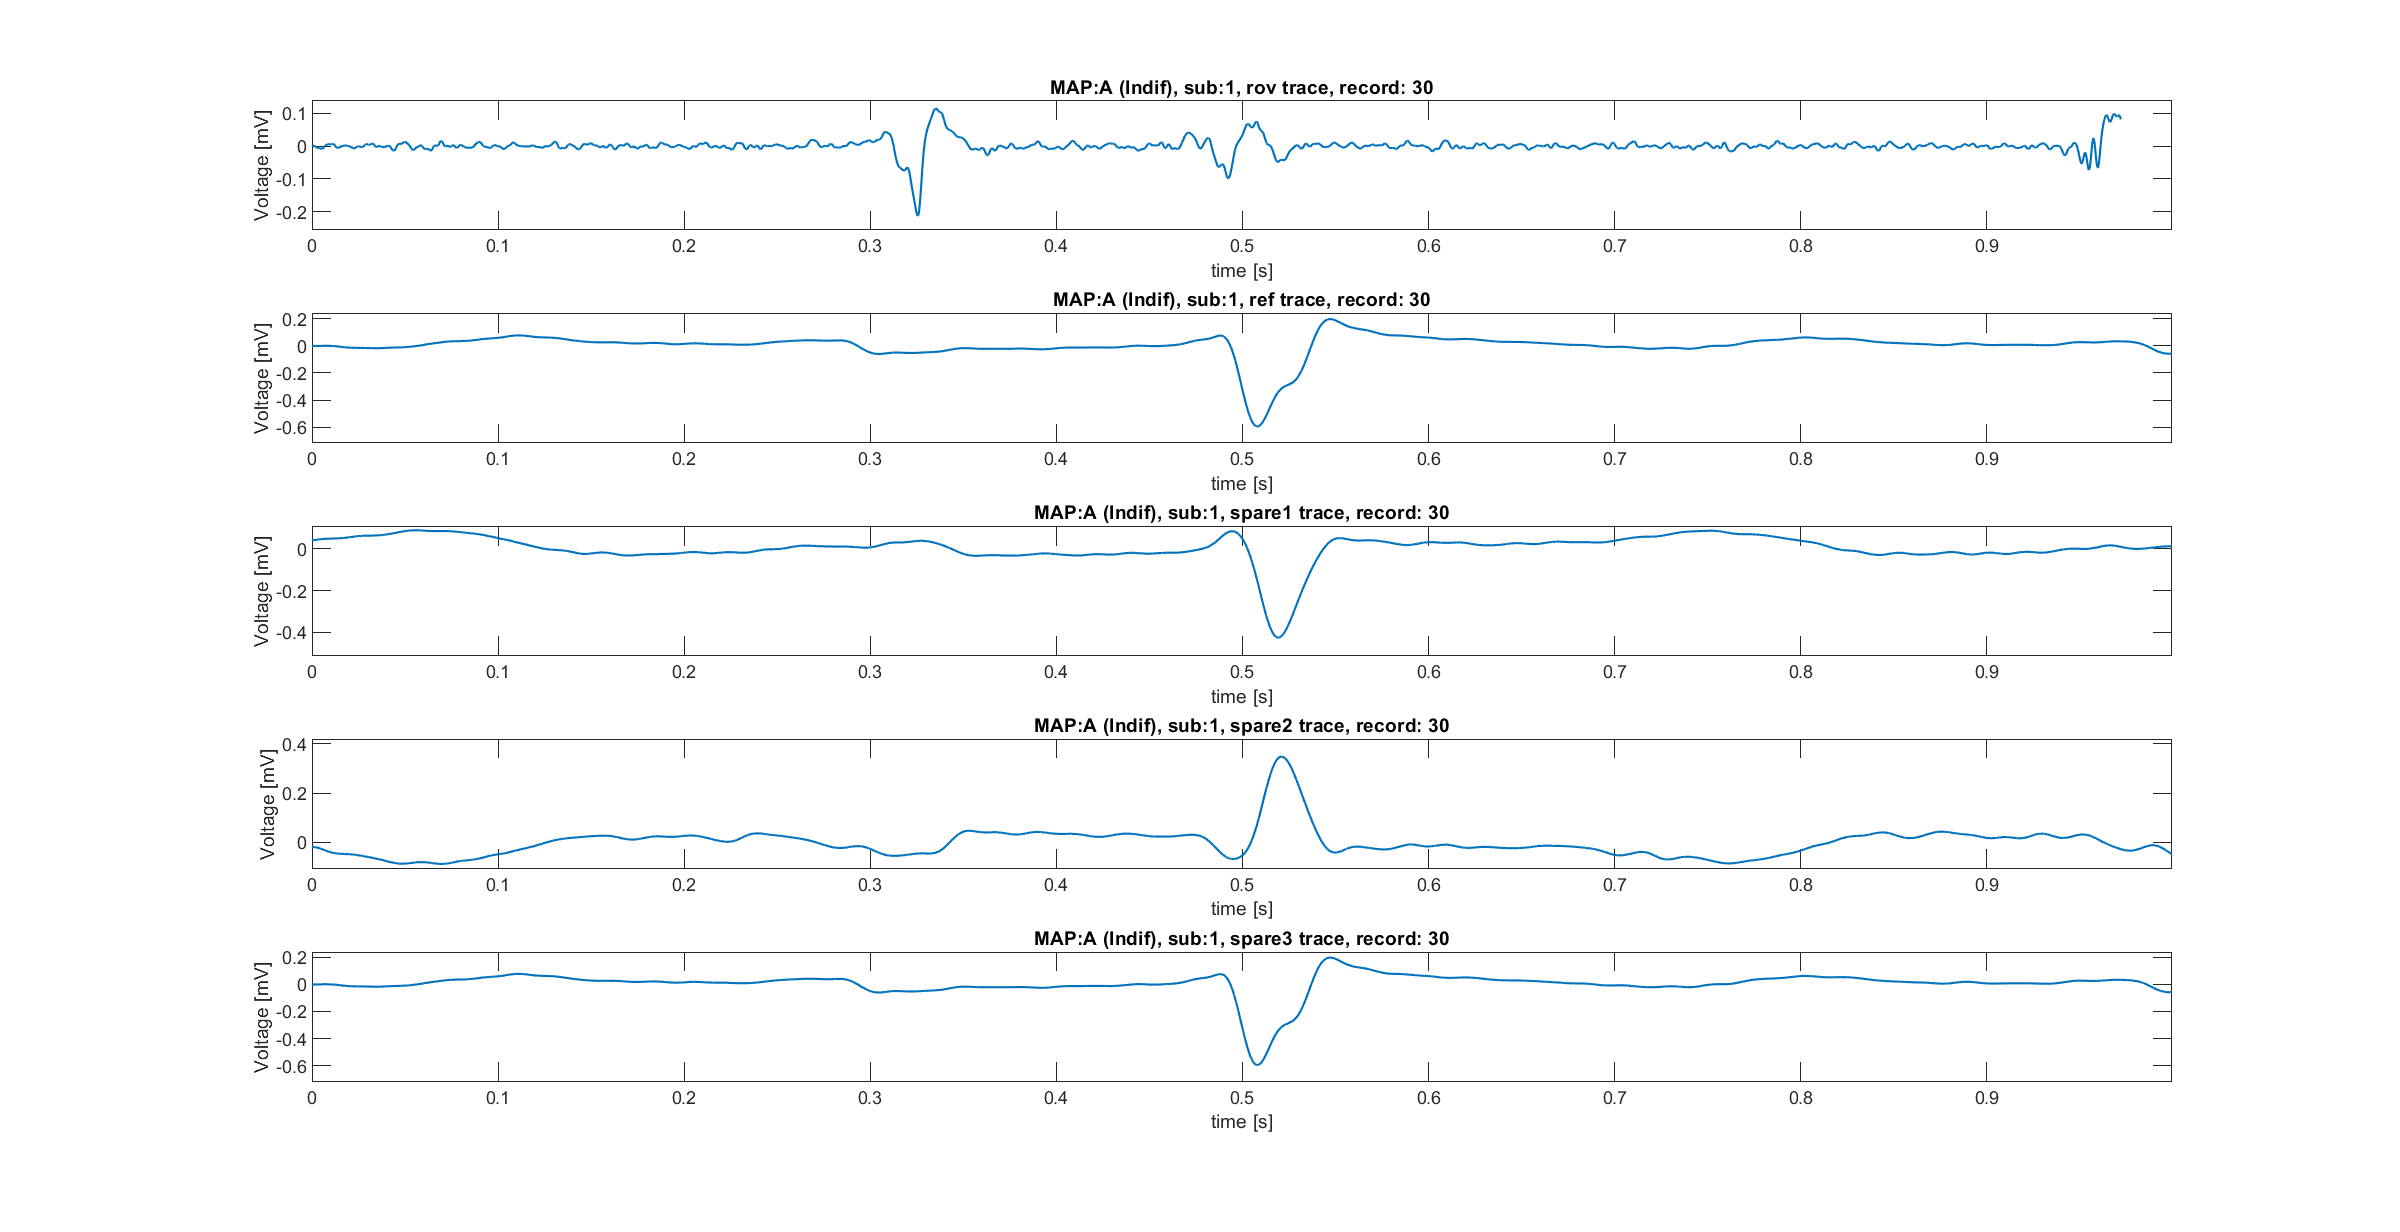 MAP:A (Indif), sub:1, rov trace, record: 30
Voltage [mV]
0.1
0
-0.1
-0.2
0 0.1 0.2 0.3 0.4 0.5 0.6 0.7 0.8 0.9
time [s]
MAP:A (Indif), sub:1, ref trace, record: 30
Voltage [mV]
0.2
0
-0.2
-0.4
-0.6
0 0.1 0.2 0.3 0.4 0.5 0.6 0.7 0.8 0.9
time [s]
MAP:A (Indif), sub:1, spare1 trace, record: 30
Voltage [mV]
0
-0.2
-0.4
0 0.1 0.2 0.3 0.4 0.5 0.6 0.7 0.8 0.9
time [s]
MAP:A (Indif), sub:1, spare2 trace, record: 30
Voltage [mV]
0.4
0.2
0
0 0.1 0.2 0.3 0.4 0.5 0.6 0.7 0.8 0.9
time [s]
MAP:A (Indif), sub:1, spare3 trace, record: 30
Voltage [mV]
0.2
0
-0.2
-0.4
-0.6
0 0.1 0.2 0.3 0.4 0.5 0.6 0.7 0.8 0.9
time [s]